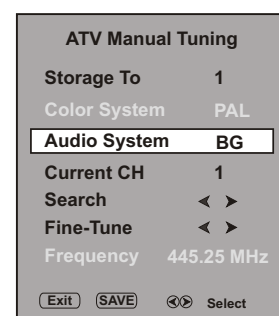 ATV Manual Tuning
Storage To 1
Color System PAL
Audio System BG
Current CH 1
Search
Fine-Tune
Frequency 445.25 MHz
Exit SAVE Select